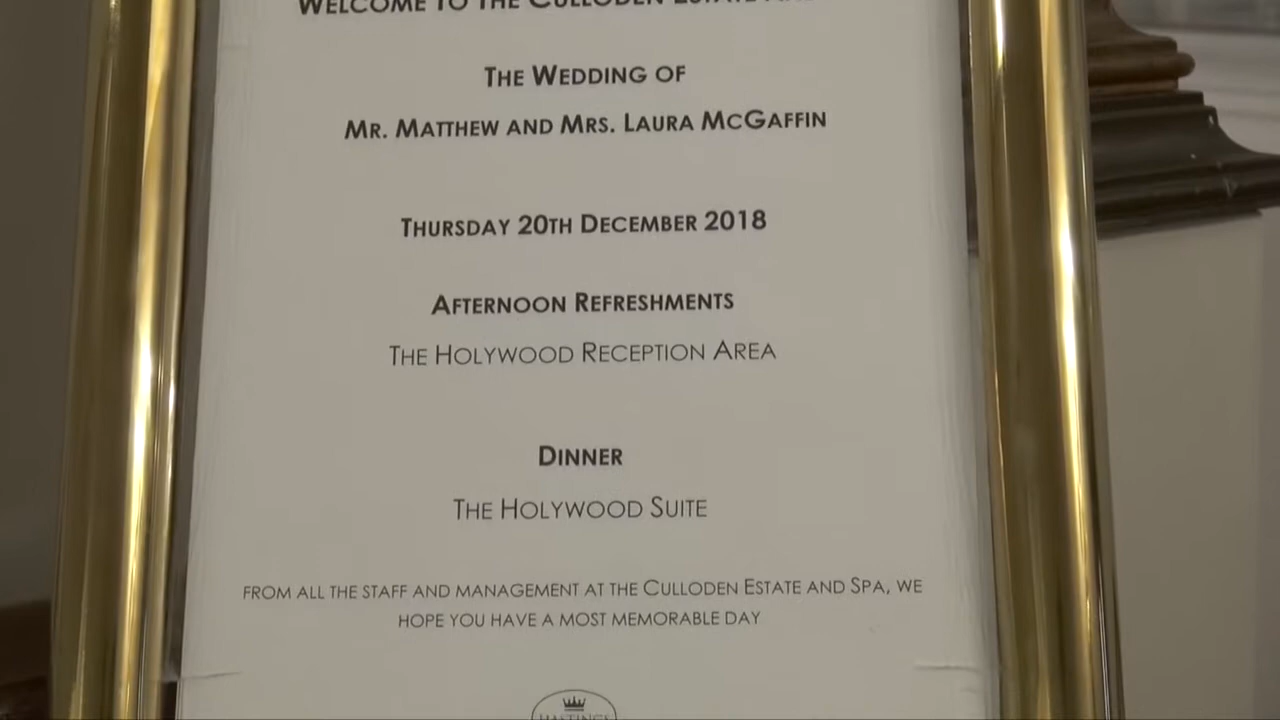 WELCOME TO THE CULLODEN ESTATE
THE WEDDING OF
MR. MATTHEW AND MRS. LAURA MCGAFFIN
THURSDAY 20TH DECEMBER 2018
AFTERNOON REFRESHMENTS
THE HOLYWOOD RECEPTION AREA
DINNER
THE HOLYWOOD SUITE
FROM ALL THE STAFF AND MANAGEMENT AT THE CULLODEN ESTATE AND SPA, WE
HOPE YOU HAVE A MOST MEMORABLE DAY
HASTINGS